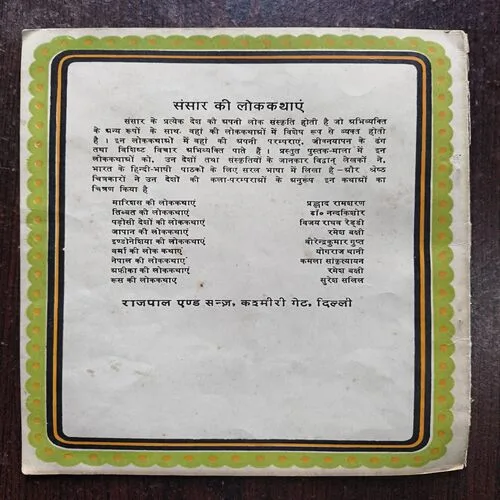 संसार की लोककथाएं
संसार के प्रत्येक देश की अपनी लोक संस्कृति होती है जो अभिव्यक्ति
के अन्य रूपों के साथ वहां की लोककथाओं में विशेष रूप से व्यक्त होती
है । इन लोककथाओं में वहां की अपनी परम्पराए, जीवनयापन के ढंग
तथा विशिष्ट विचार अभिव्यक्ति पाते हैं । प्रस्तुत पुस्तक-माला में इन
लोककथाओं को, उन देशों तथा संस्कृतियों के जानकार विद्वान् लेखकों ने,
भारत के हिन्दी-भाषी पाठकों के लिए सरल भाषा में लिखा है —और श्रेष्ठ
चित्रकारों ने उन देशों की कला-परम्पराओं के अनुरूप इन कथाओं का
चित्रण किया है
मारिशस की लोककथाएं प्रह्लाद रामशरण
तिब्बत की लोककथाएं डा० नन्दकिशोर
पड़ोसी देशों की लोककथाएं विजय राघव रेड्डी
जापान की लोककथाएं रमेश बक्षी
इण्डोनेशिया की लोककथाएं वीरेन्द्रकुमार गुप्त
बर्मा की लोक कथाएं योगराज थानी
नेपाल की लोककथाएं कमला सांकृत्यायन
अफ्रीका की लोककथाएं रमेश बक्षी
रूस की लोककथाएं सुरेश सलिल
राजपाल एण्ड सन्ज़, कश्मीरी गेट, दिल्ली